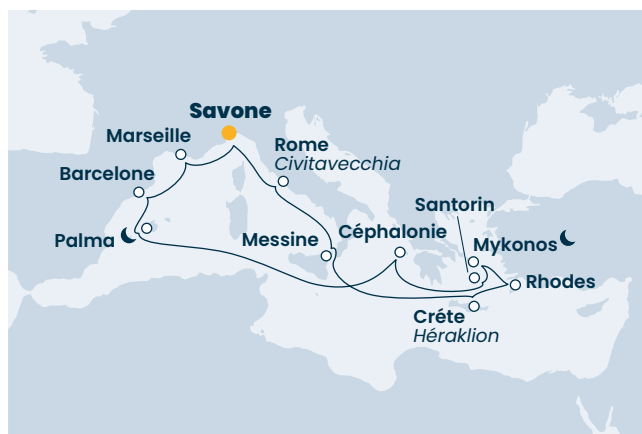 Savone
Marseille
Rome
Civitavecchia
Barcelone
Santorin
Céphalonie
Palma
Messine
Mykonos
Rhodes
Créte
Héraklion